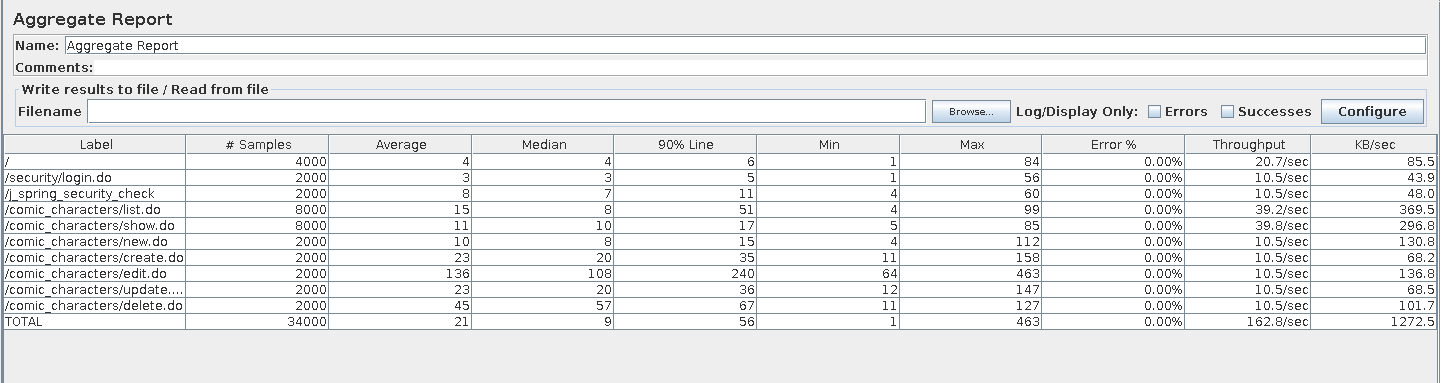 Aggregate Report
Name: Aggregate Report
Comments:
Write results to file / Read from file
Filename Browse... Log/Display Only: Errors Successes Configure
Label # Samples Average Median 90% Line Min Max Error % Throughput KB/sec
/ 4000 4 4 6 1 84 0.00% 20.7/sec 85.5
/security/login.do 2000 3 3 5 1 56 0.00% 10.5/sec 43.9
/j_spring_security_check 2000 8 7 11 4 60 0.00% 10.5/sec 48.0
/comic_characters/list.do 8000 15 8 51 4 99 0.00% 39.2/sec 369.5
/comic_characters/show.do 8000 11 10 17 5 85 0.00% 39.8/sec 296.8
/comic_characters/new.do 2000 10 8 15 4 112 0.00% 10.5/sec 130.8
/comic_characters/create.do 2000 23 20 35 11 158 0.00% 10.5/sec 68.2
/comic_characters/edit.do 2000 136 108 240 64 463 0.00% 10.5/sec 136.8
/comic_characters/update.... 2000 23 20 36 12 147 0.00% 10.5/sec 68.5
/comic_characters/delete.do 2000 45 57 67 11 127 0.00% 10.5/sec 101.7
TOTAL 34000 21 9 56 1 463 0.00% 162.8/sec 1272.5